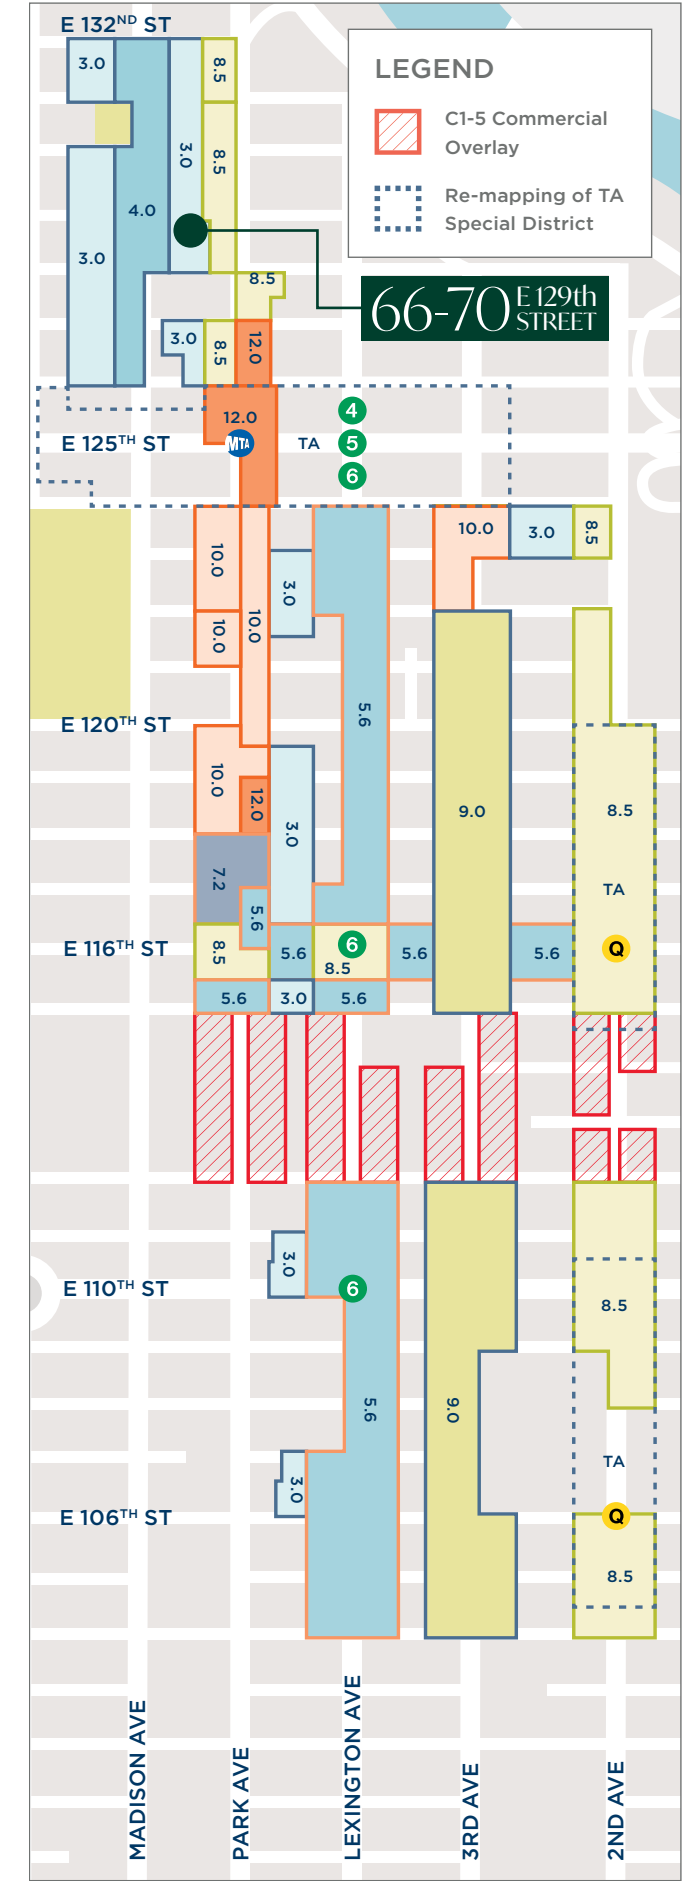 E 132ND ST
3.0
8.5
LEGEND
C1-5 Commercial
Overlay
3.0
8.5
Re-mapping of TA
Special District
4.0
3.0
8.5
66-70 E 129th
STREET
3.0
8.5
12.0
12.0
4
E 125TH ST
MTA
TA
5
6
10.0
10.0
3.0
8.5
10.0
3.0
10.0
10.0
5.6
E 120TH ST
10.0
12.0
3.0
9.0
8.5
7.2
TA
5.6
E 116TH ST
8.5
5.6
6
8.5
5.6
5.6
Q
5.6
3.0
5.6
3.0
E 110TH ST
6
8.5
5.6
9.0
TA
3.0
E 106TH ST
Q
8.5
MADISON AVE
PARK AVE
LEXINGTON AVE
3RD AVE
2ND AVE